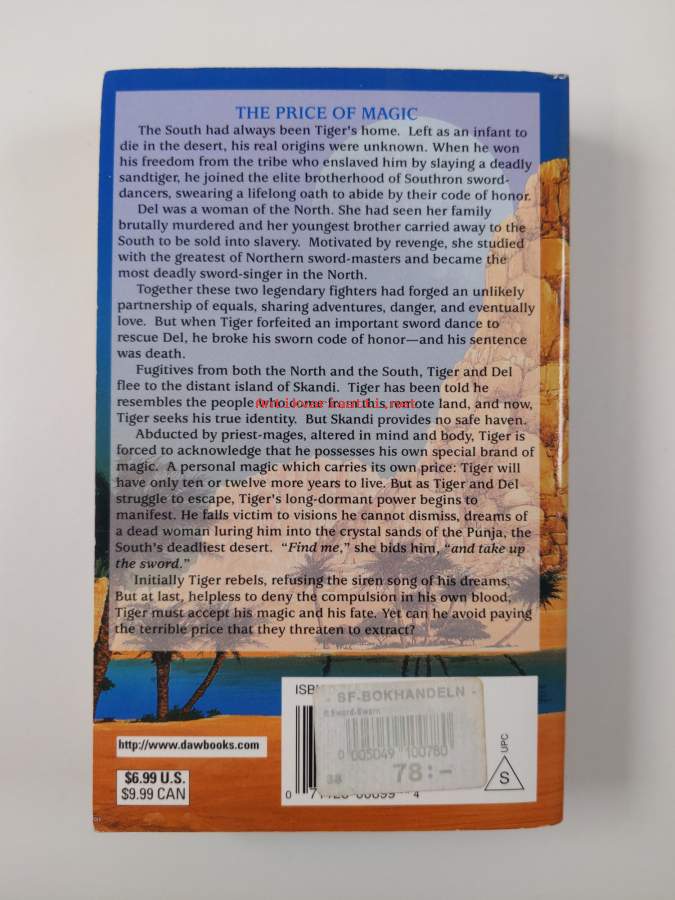 THE PRICE OF MAGIC
The South had always been Tiger's home. Left as an infant to
die in the desert, his real origins were unknown. When he won
his freedom from the tribe who enslaved him by slaying a deadly
sandtiger, he joined the elite brotherhood of Southron sword-
dancers, swearing a lifelong oath to abide by their code of honor.
Del was a woman of the North. She had seen her family
brutally murdered and her youngest brother carried away to the
South to be sold into slavery. Motivated by revenge, she studied
with the greatest of Northern sword-masters and became the
most deadly sword-singer in the North.
Together these two legendary fighters had forged an unlikely
partnership of equals, sharing adventures, danger, and eventually
love. But when Tiger forfeited an important sword dance to
rescue Del, he broke his sworn code of honor—and his sentence
was death.
Fugitives from both the North and the South, Tiger and Del
flee to the distant island of Skandi. Tiger has been told he
resembles the people who come from this remote land, and now,
Antikvariaatti.net
Tiger seeks his true identity. But Skandi provides no safe haven.
Abducted by priest-mages, altered in mind and body, Tiger is
forced to acknowledge that he possesses his own special brand of
magic. A personal magic which carries its own price: Tiger will
have only ten or twelve more years to live. But as Tiger and Del
struggle to escape, Tiger's long-dormant power begins to
manifest. He falls victim to visions he cannot dismiss, dreams of
a dead woman luring him into the crystal sands of the Punja, the
South's deadliest desert. "Find me," she bids him, "and take up
the sword."
Initially Tiger rebels, refusing the siren song of his dreams.
But at last, helpless to deny the compulsion in his own blood,
Tiger must accept his magic and his fate. Yet can he avoid paying
the terrible price that they threaten to extract?
ISBN
- SF-BOKHANDELN -
Sword-Sworn
0 005049 100780
38 78:-
UPC
S
http://www.dawbooks.com
$6.99 U.S.
$9.99 CAN
0 4